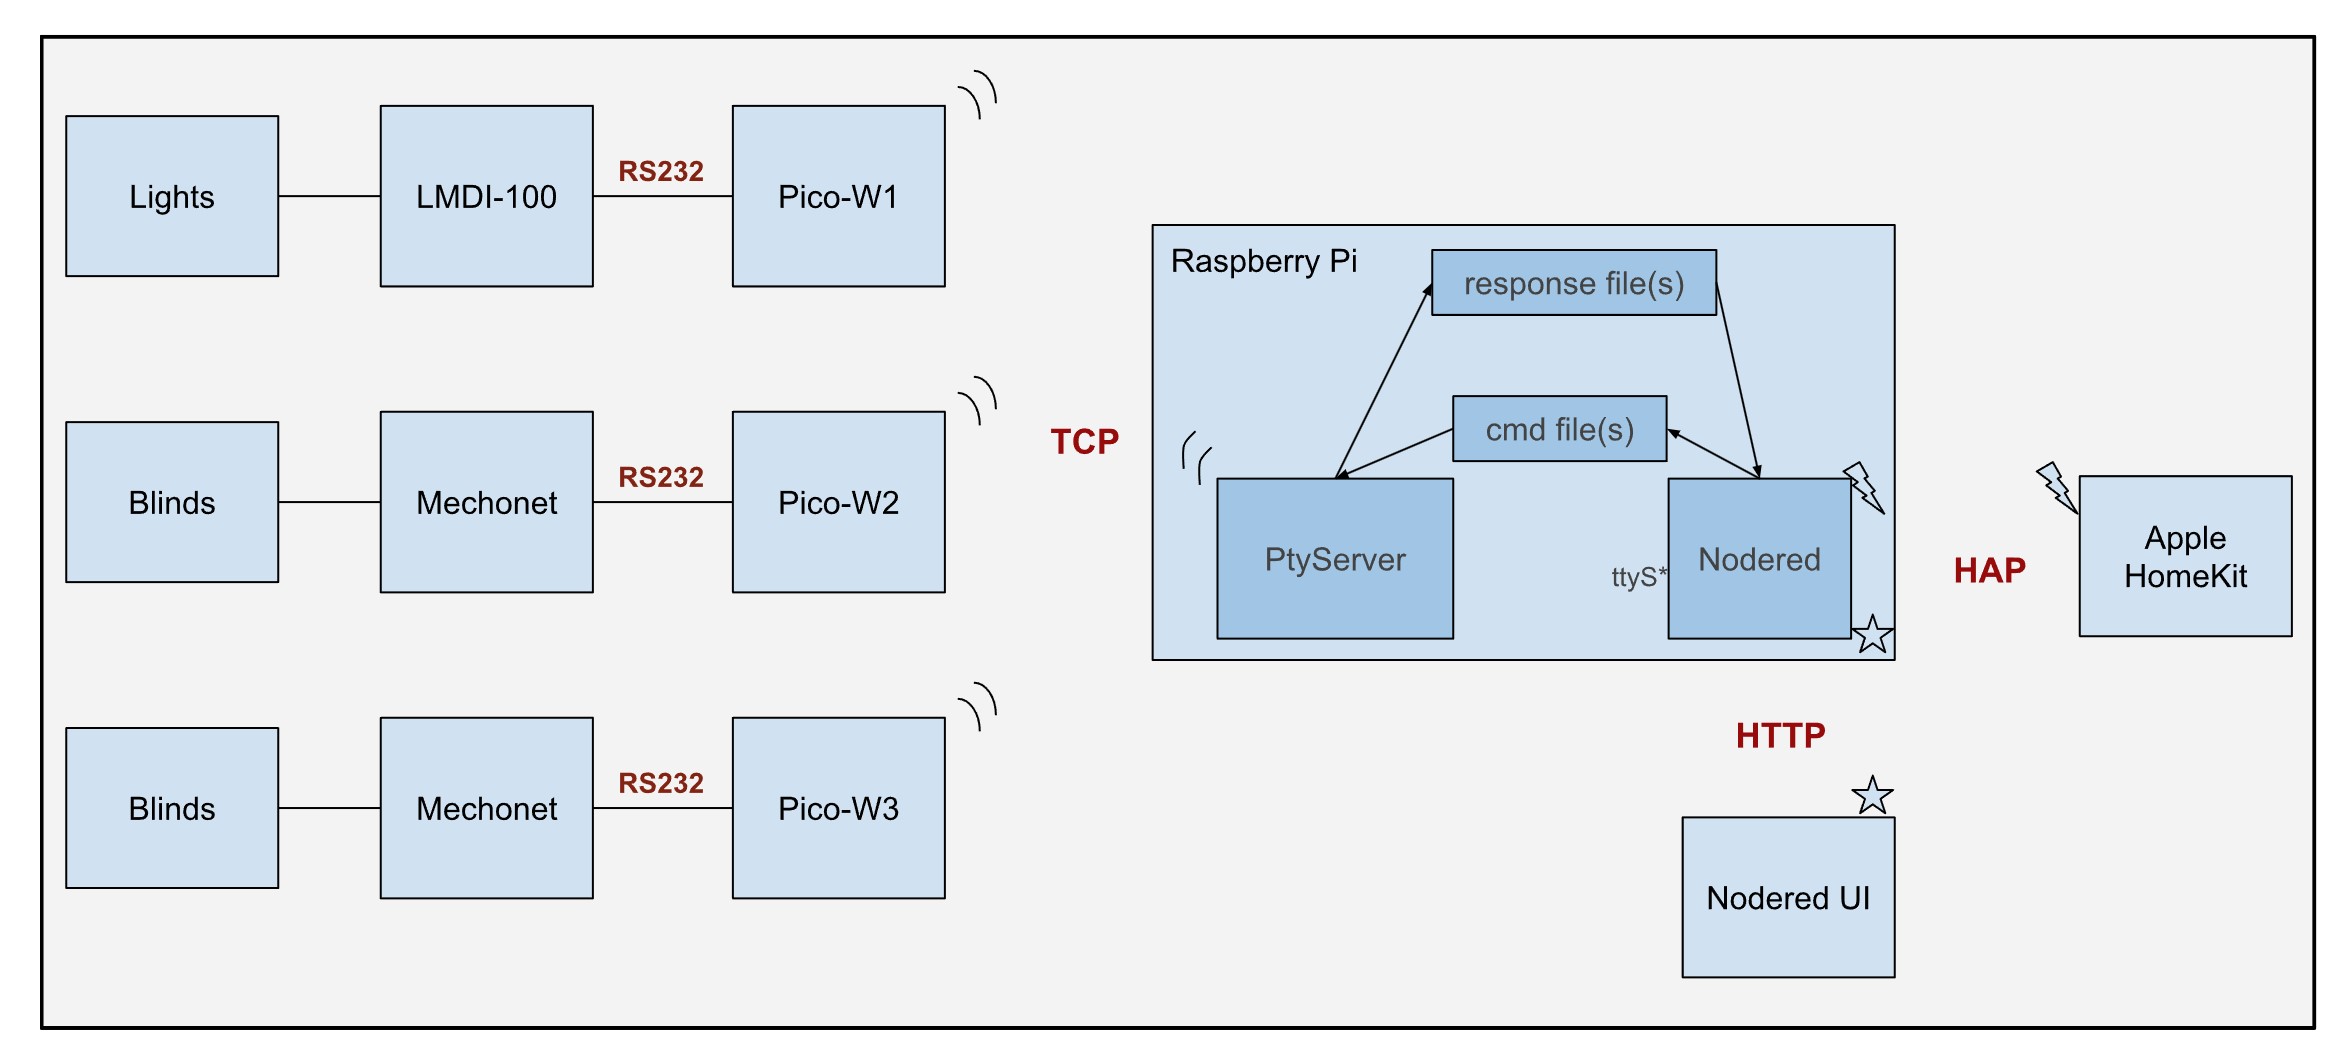 Lights
LMDI-100
RS232
Pico-W1
Blinds
Mechonet
RS232
Pico-W2
Blinds
Mechonet
RS232
Pico-W3
TCP
Raspberry Pi
response file(s)
cmd file(s)
PtyServer
ttyS*
Nodered
HAP
Apple
HomeKit
HTTP
Nodered UI